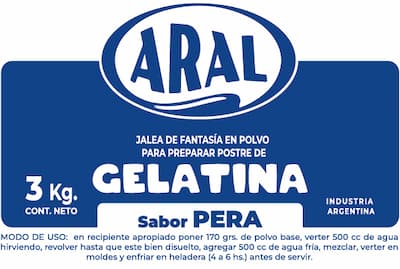 ARAL
JALEA DE FANTASÍA EN POLVO
PARA PREPARAR POSTRE DE
GELATINA
3 Kg.
CONT. NETO
INDUSTRIA
ARGENTINA
Sabor PERA
MODO DE USO: en recipiente apropiado poner 170 grs. de polvo base, verter 500 cc de agua
hirviendo, revolver hasta que este bien disuelto, agregar 500 cc de agua fría, mezclar, verter en
moldes y enfriar en heladera (4 a 6 hs.) antes de servir.